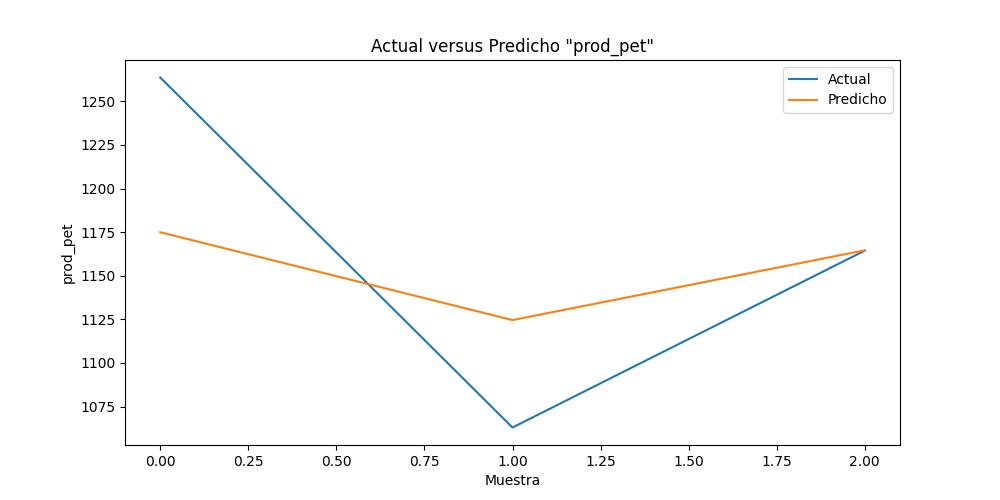 Actual versus Predicho "prod_pet"
Actual
Predicho
prod_pet
1250
1225
1200
1175
1150
1125
1100
1075
0.00 0.25 0.50 0.75 1.00 1.25 1.50 1.75 2.00
Muestra